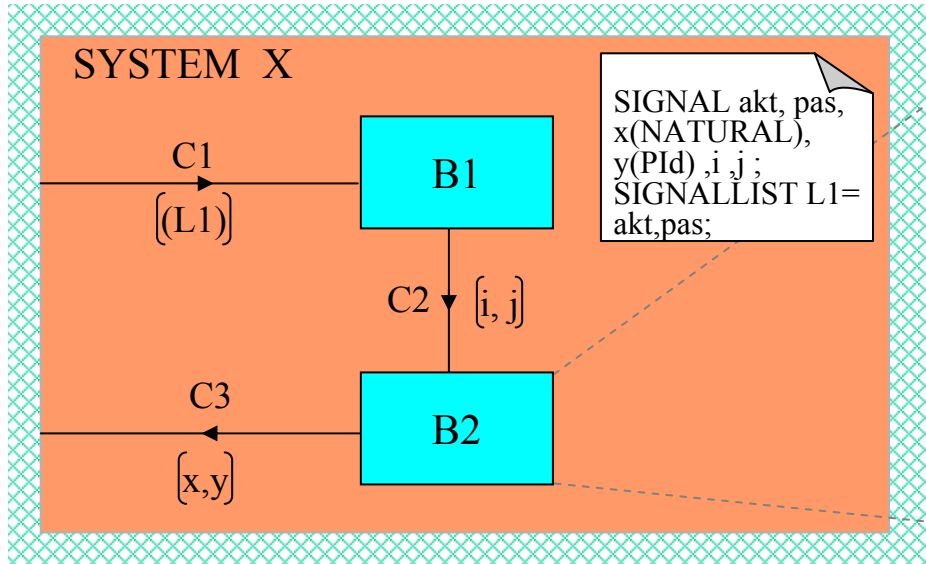 SYSTEM X
SIGNAL akt, pas,
x(NATURAL),
y(PId) ,i ,j ;
SIGNALLIST L1=
akt,pas;
C1
[(L1)]
B1
C2
[i, j]
C3
[x,y]
B2